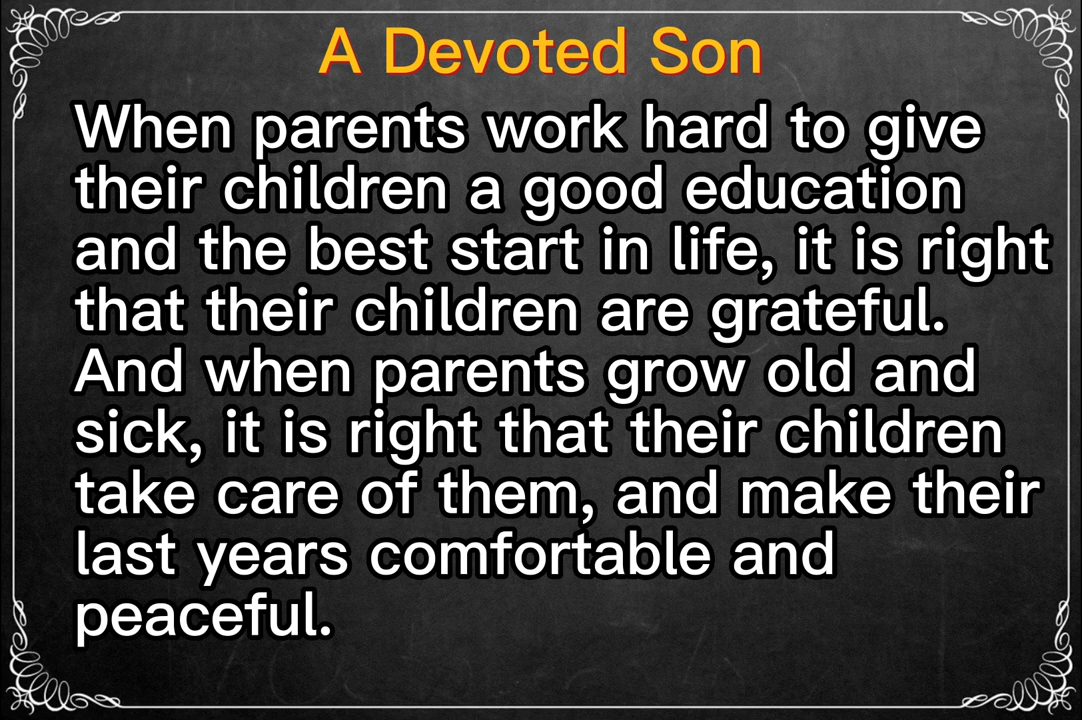 A Devoted Son
When parents work hard to give
their children a good education
and the best start in life, it is right
that their children are grateful.
And when parents grow old and
sick, it is right that their children
take care of them, and make their
last years comfortable and
peaceful.